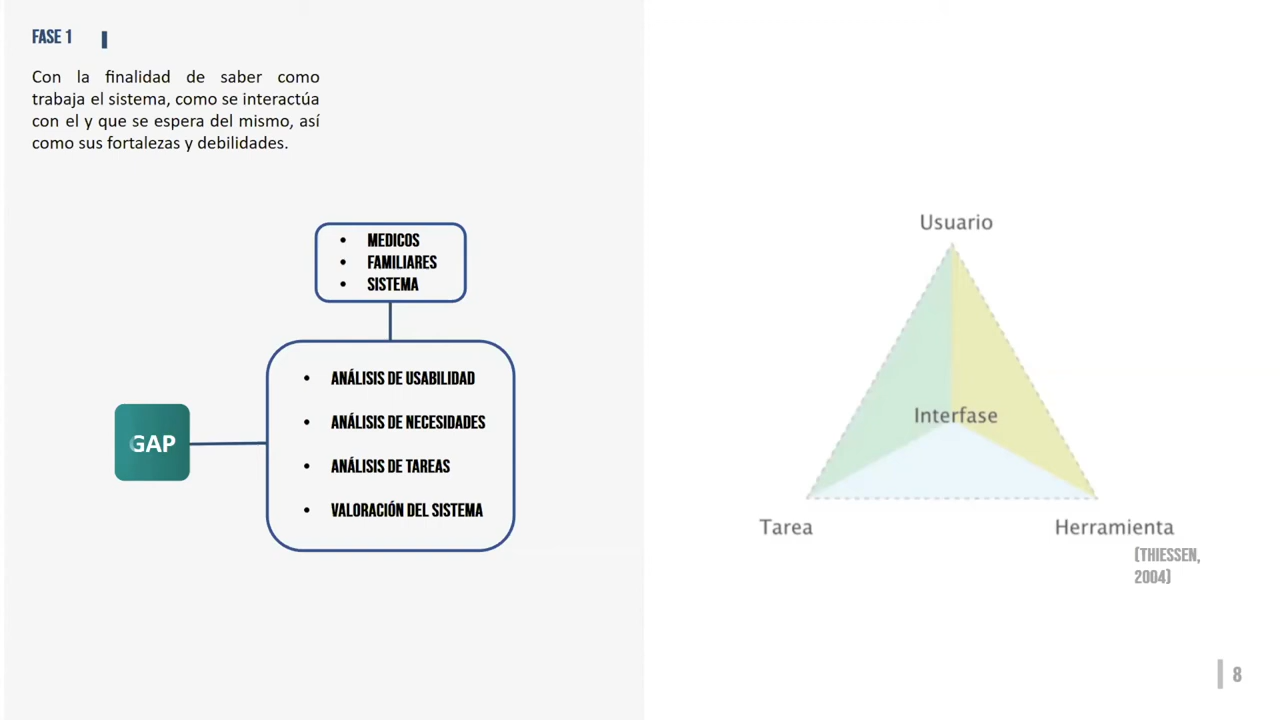 FASE 1
Con la finalidad de saber como
trabaja el sistema, como se interactúa
con el y que se espera del mismo, así
como sus fortalezas y debilidades.
• MEDICOS
• FAMILIARES
• SISTEMA
• ANÁLISIS DE USABILIDAD
• ANÁLISIS DE NECESIDADES
• ANÁLISIS DE TAREAS
• VALORACIÓN DEL SISTEMA
GAP
Usuario
Interfase
Tarea
Herramienta
(THIESSEN,
2004)
8